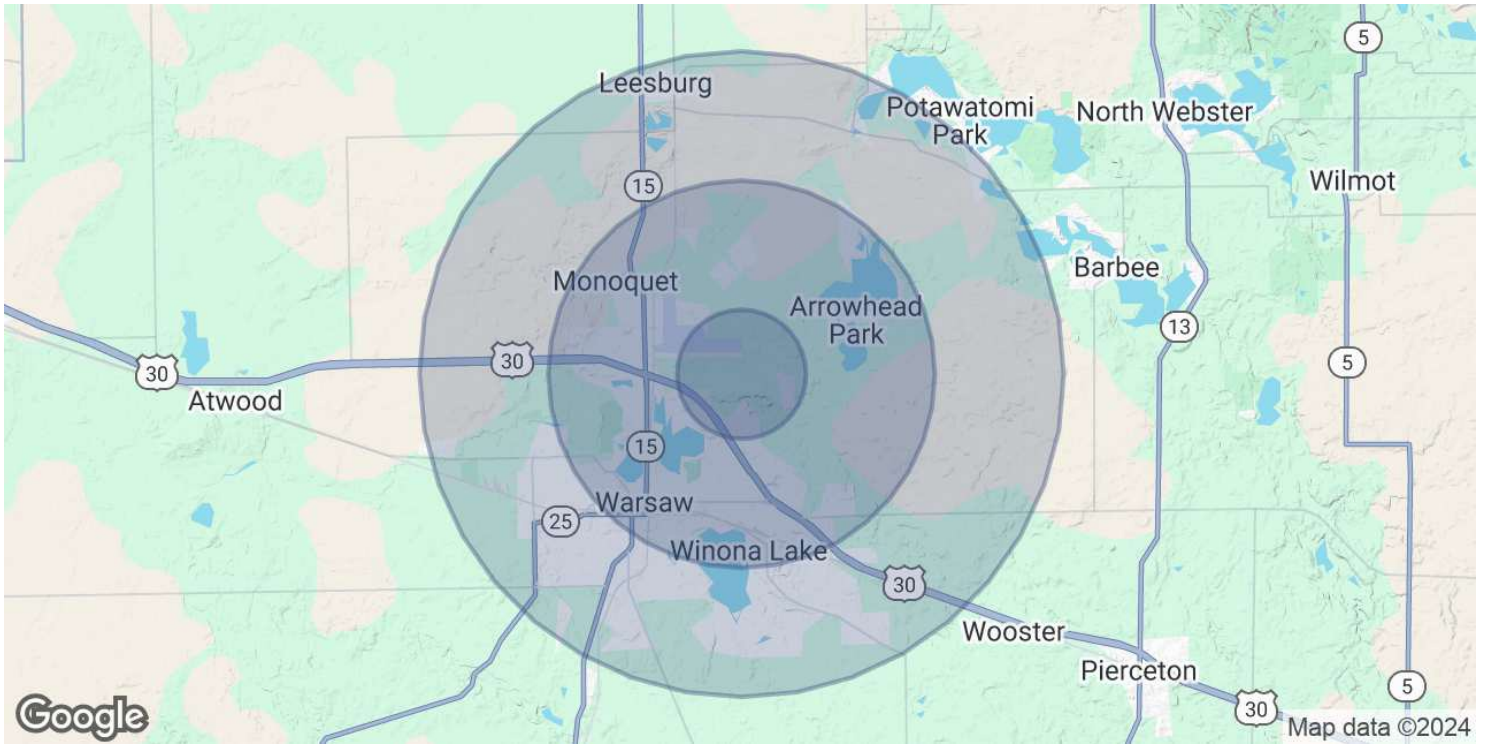 5
Leesburg
Potawatomi
Park
North Webster
15
Wilmot
Monoquet
Barbee
Arrowhead
Park
13
30
30
5
Atwood
15
Warsaw
25
Winona Lake
30
Wooster
Pierceton
5
30
Google
Map data ©2024